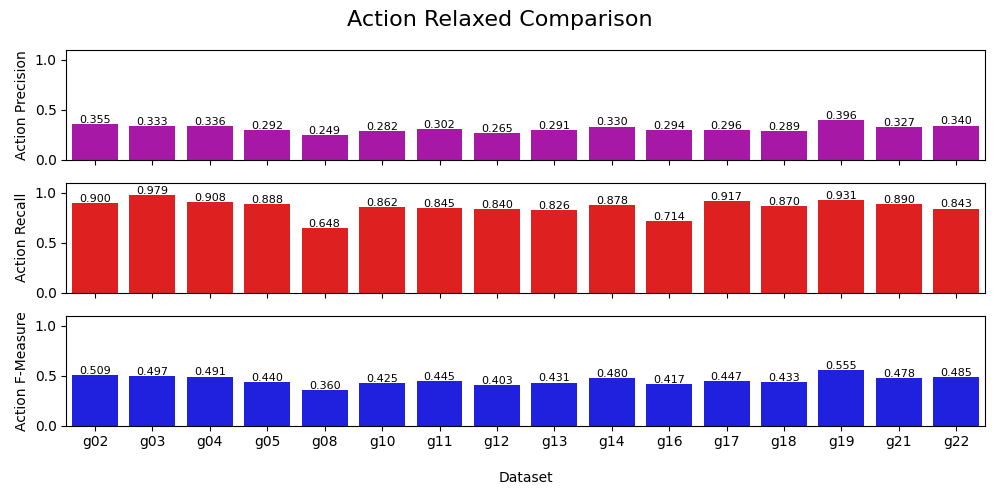 Action Relaxed Comparison
Action Precision
1.0
0.5
0.0
0.355 0.333 0.336 0.292 0.249 0.282 0.302 0.265 0.291 0.330 0.294 0.296 0.289 0.396 0.327 0.340
Action Recall
1.0
0.5
0.0
0.900 0.979 0.908 0.888 0.648 0.862 0.845 0.840 0.826 0.878 0.714 0.917 0.870 0.931 0.890 0.843
Action F-Measure
1.0
0.5
0.0
0.509 0.497 0.491 0.440 0.360 0.425 0.445 0.403 0.431 0.480 0.417 0.447 0.433 0.555 0.478 0.485
g02 g03 g04 g05 g08 g10 g11 g12 g13 g14 g16 g17 g18 g19 g21 g22
Dataset